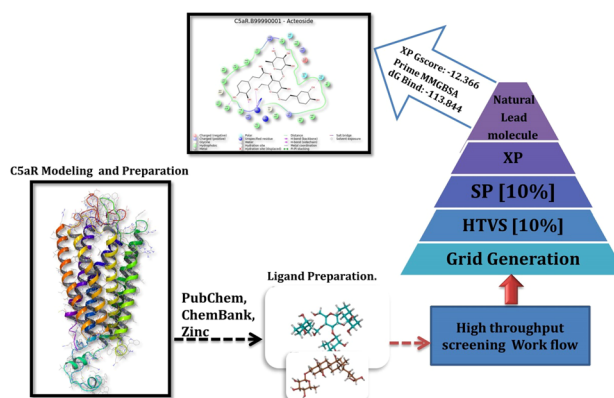 C5aR.B99990001 - Acteoside
XP Gscore: -12.366
Prime MMGBSA
dG Bind: -113.844
Natural
Lead
molecule
XP
SP [10%]
HTVS [10%]
Grid Generation
C5aR Modeling and Preparation
PubChem,
ChemBank,
Zinc
Ligand Preparation.
High throughput
screening Work flow